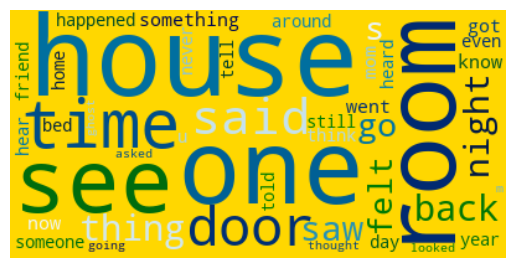 happened something around got
even
know
friend home never tell mom heard s
house
room
time said went go night
hear bed still think
asked
see one felt
told
door saw back
now thing
someone going thought day looked year